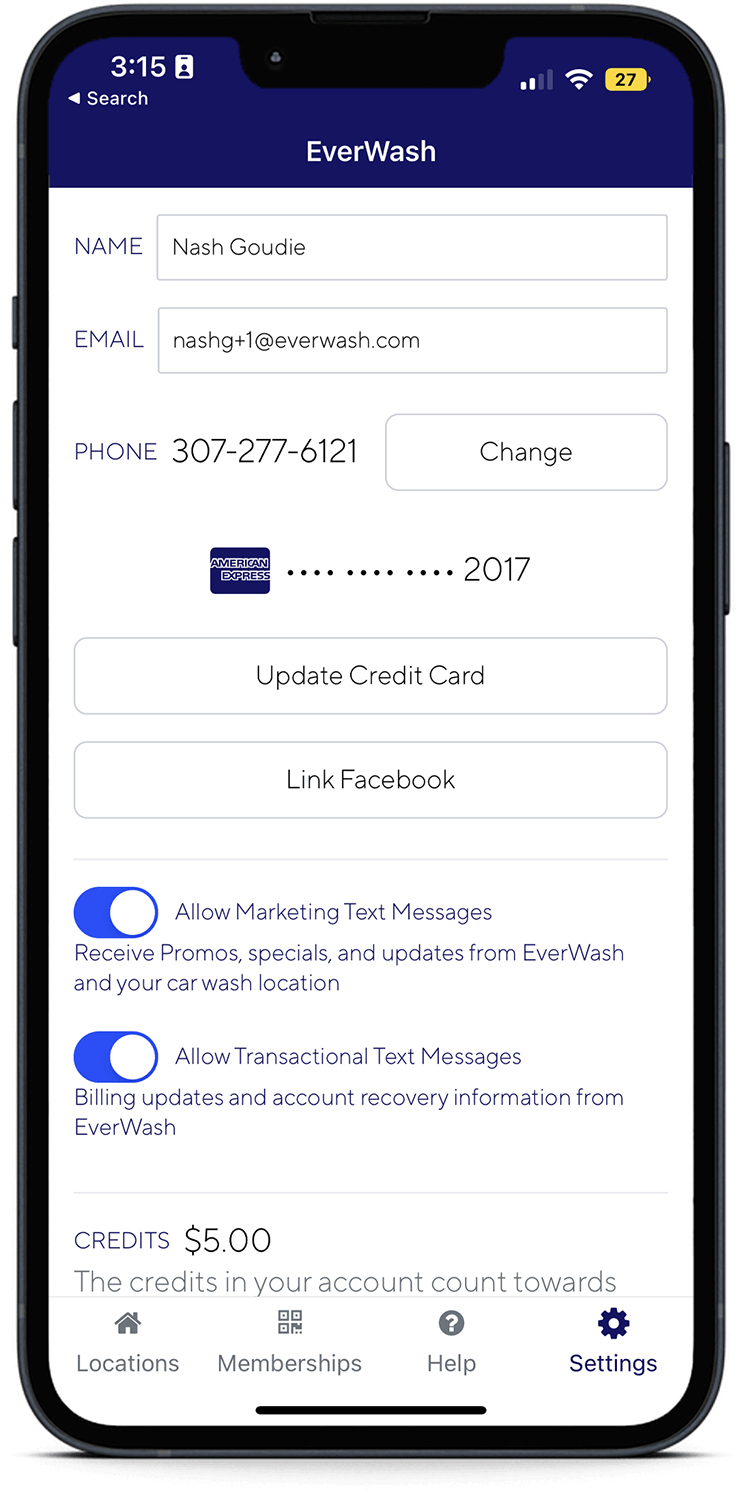 3:15
27
◀ Search
EverWash
NAME Nash Goudie
EMAIL nashg+1@everwash.com
PHONE 307-277-6121 Change
AMERICAN
EXPRESS
•••• •••• •••• 2017
Update Credit Card
Link Facebook
Allow Marketing Text Messages
Receive Promos, specials, and updates from EverWash
and your car wash location
Allow Transactional Text Messages
Billing updates and account recovery information from
EverWash
CREDITS $5.00
The credits in your account count towards
Locations Memberships Help Settings